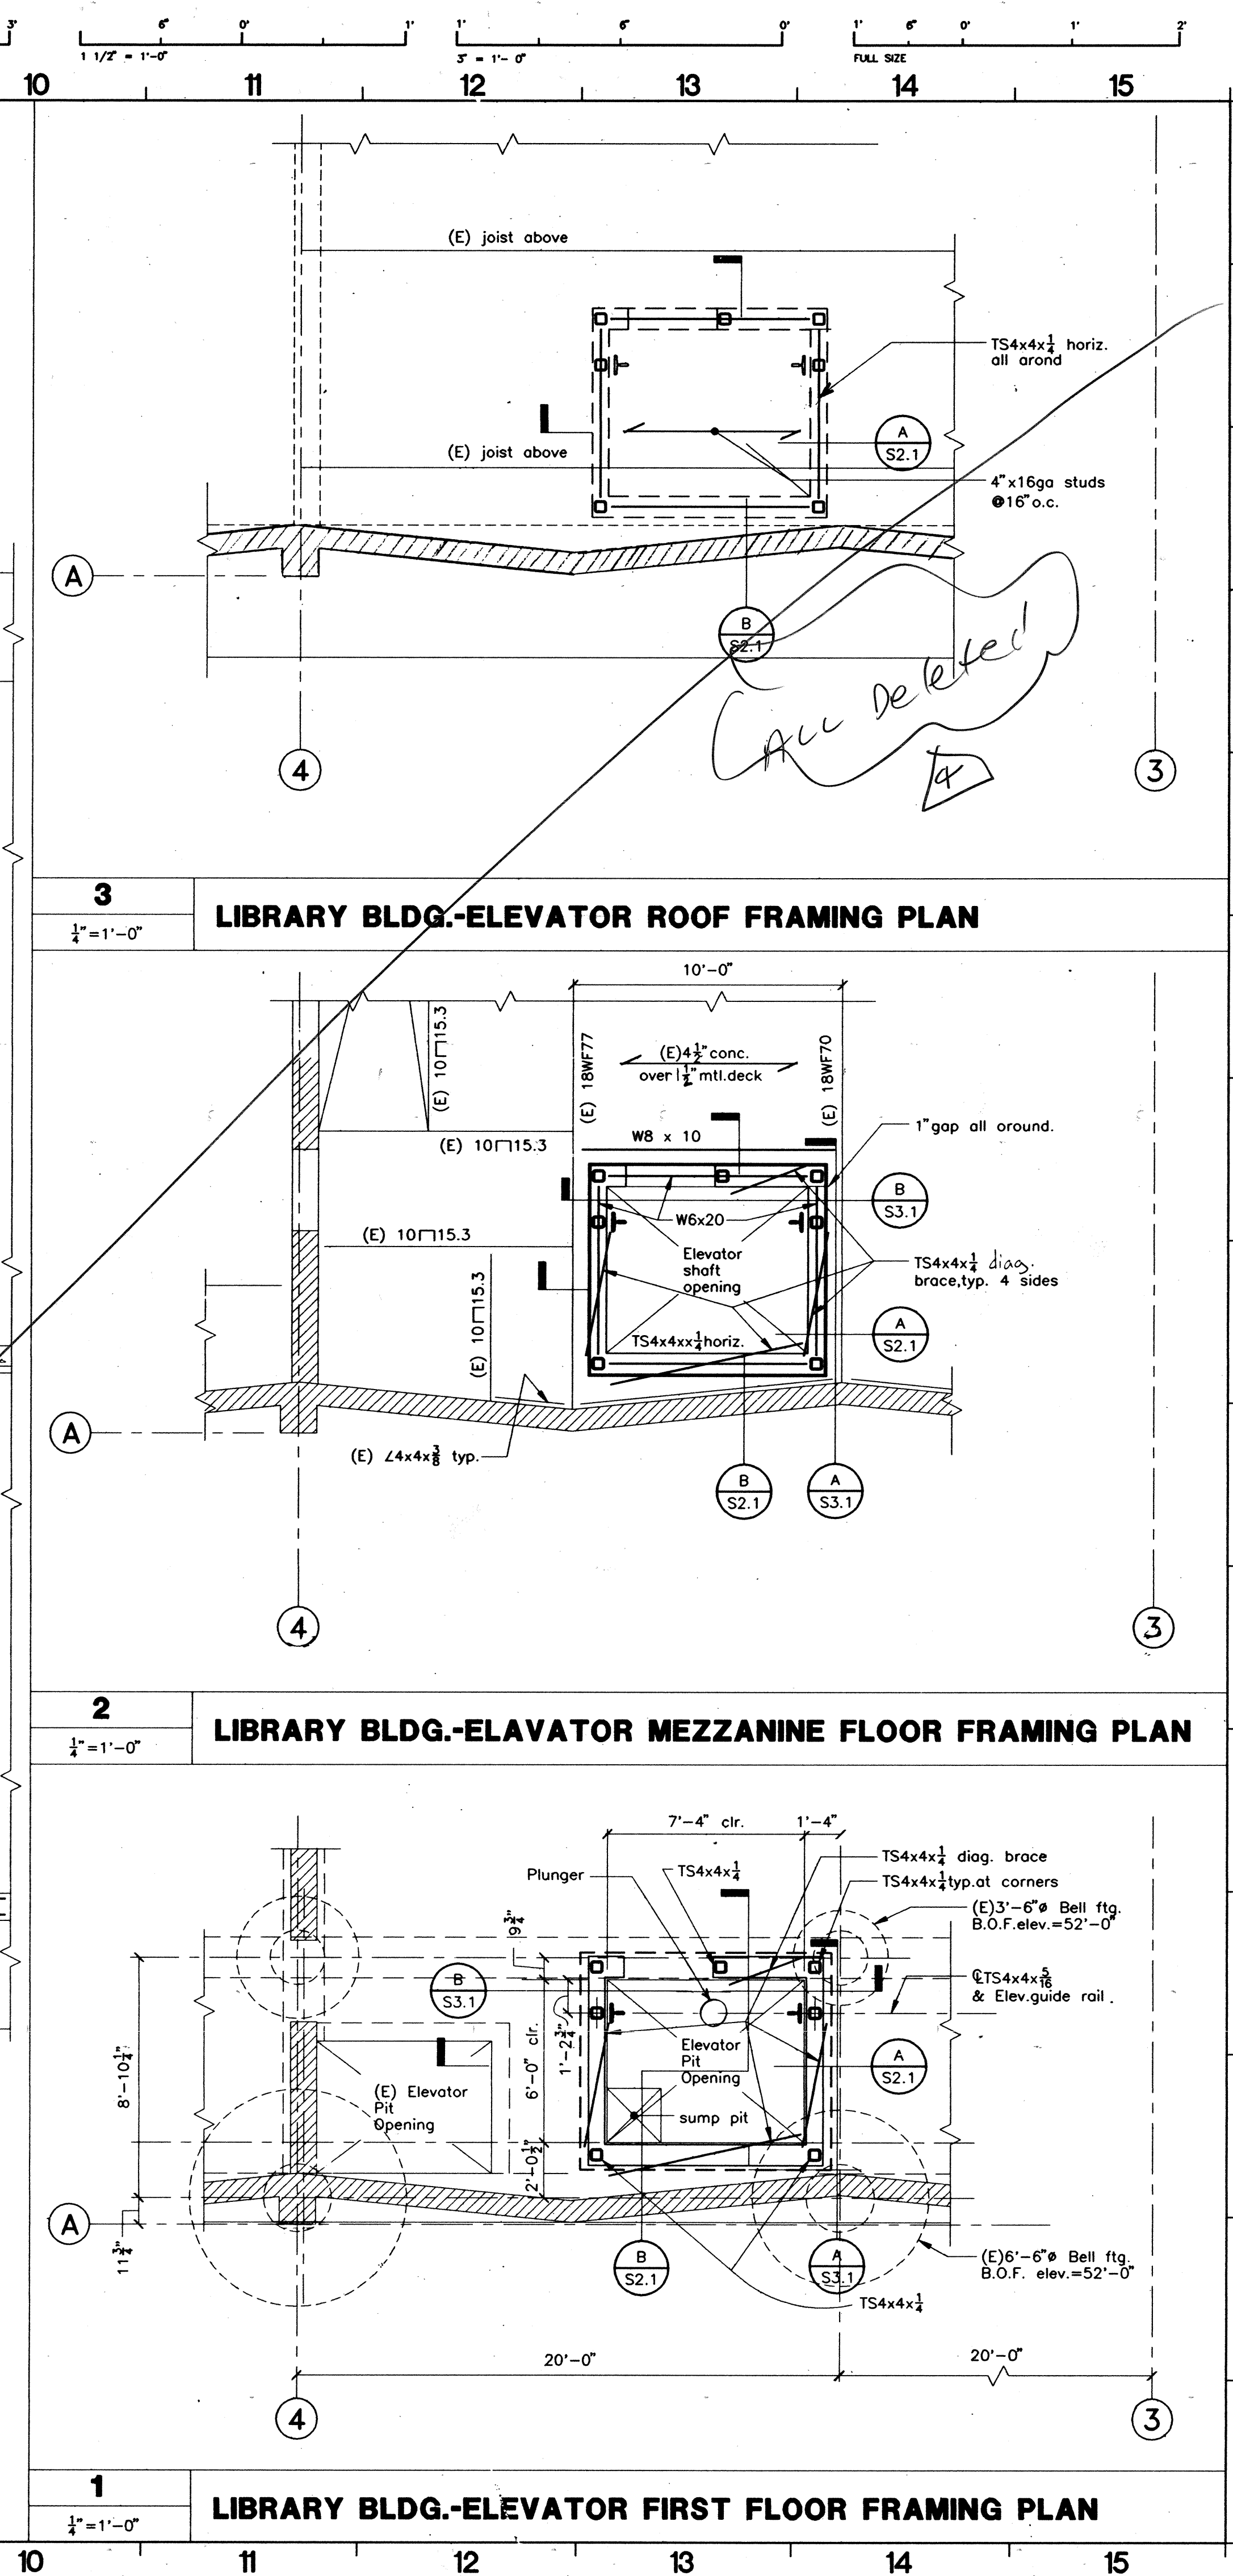 3' 6" 0' 1' 1' 6" 0' 1' 6" 0' 1' 2'
1 1/2" = 1'-0" 3" = 1'- 0" FULL SIZE
10 11 12 13 14 15
(E) joist above
TS4x4x1/4 horiz.
all arond
A
S2.1
(E) joist above
4"x16ga studs
@16"o.c.
A
B
S2.1
ALL Deleted
4
4
3
3
1/4"=1'-0"
LIBRARY BLDG.-ELEVATOR ROOF FRAMING PLAN
10'-0"
(E) 10⊓15.3
(E) 18WF77
(E)4 1/2"conc.
over 1 1/2"mtl.deck
(E) 18WF70
W8 x 10
1"gap all oround.
(E) 10⊓15.3
B
S3.1
W6x20
(E) 10⊓15.3
Elevator
shaft
opening
TS4x4x1/4 diag.
brace,typ. 4 sides
(E) 10⊓15.3
A
S2.1
TS4x4xx1/4horiz.
A
(E) ∠4x4x3/8 typ.
B
S2.1
A
S3.1
4
3
2
1/4"=1'-0"
LIBRARY BLDG.-ELAVATOR MEZZANINE FLOOR FRAMING PLAN
7'-4" clr. 1'-4"
TS4x4x1/4 diag. brace
Plunger
TS4x4x1/4
TS4x4x1/4typ.at corners
(E)3'-6"ø Bell ftg.
B.O.F.elev.=52'-0"
9 3/4"
B
S3.1
℄TS4x4x5/16
& Elev.guide rail.
1'-2 3/4"
6'-0" clr.
8'-10 1/4"
Elevator
Pit
Opening
A
S2.1
(E) Elevator
Pit
Opening
sump pit
2'-0 1/2"
A
11 3/4"
B
S2.1
A
S3.1
(E)6'-6"ø Bell ftg.
B.O.F. elev.=52'-0"
TS4x4x1/4
20'-0" 20'-0"
4
3
1
1/4"=1'-0"
LIBRARY BLDG.-ELEVATOR FIRST FLOOR FRAMING PLAN
10 11 12 13 14 15